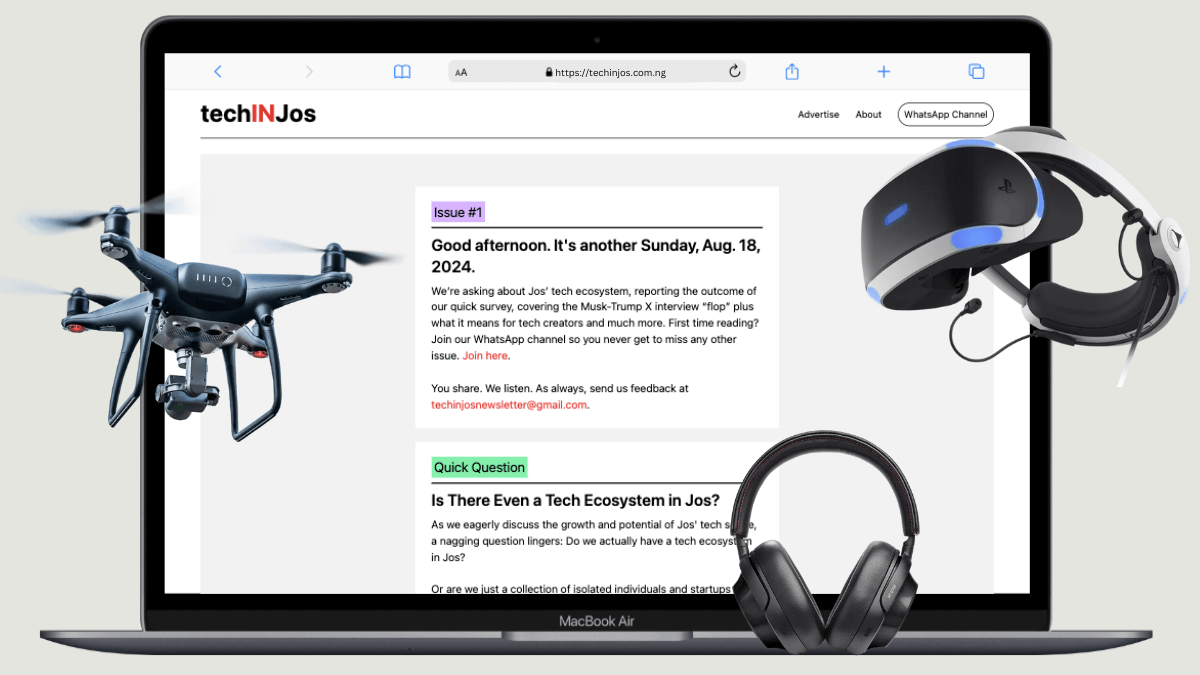 AA https://techinjos.com.ng
techINJos
Advertise About WhatsApp Channel
Issue #1
Good afternoon. It's another Sunday, Aug. 18,
2024.
We're asking about Jos' tech ecosystem, reporting the outcome of
our quick survey, covering the Musk-Trump X interview “flop” plus
what it means for tech creators and much more. First time reading?
Join our WhatsApp channel so you never get to miss any other
issue. Join here.
You share. We listen. As always, send us feedback at
techinjosnewsletter@gmail.com.
Quick Question
Is There Even a Tech Ecosystem in Jos?
As we eagerly discuss the growth and potential of Jos' tech
a nagging question lingers: Do we actually have a tech ecosystem
in Jos?
Or are we just a collection of isolated individuals and startups
MacBook Air